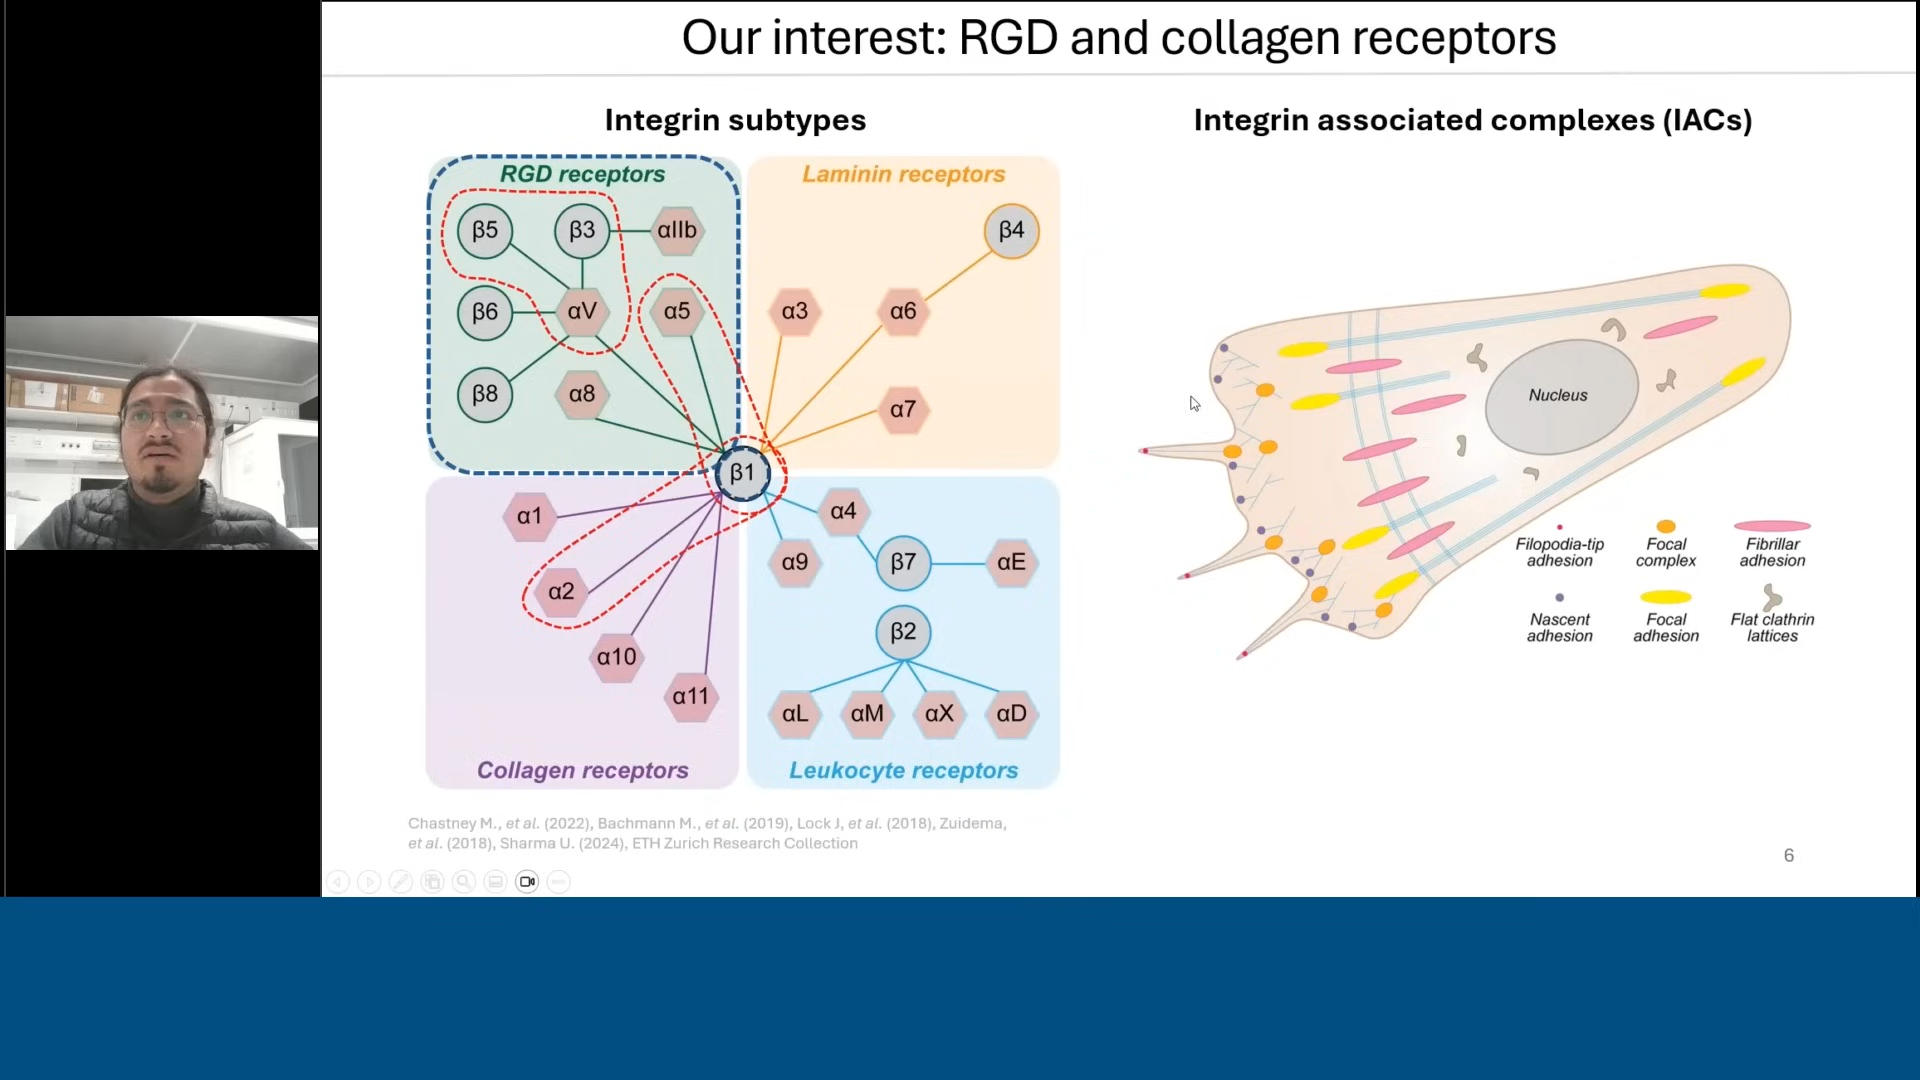 Our interest: RGD and collagen receptors
Integrin subtypes
RGD receptors
β5
β3
αIIb
β6
αV
α5
β8
α8
Laminin receptors
β4
α3
α6
α7
β1
α1
α2
α10
α11
Collagen receptors
α4
α9
β7
αE
β2
αL
αM
αX
αD
Leukocyte receptors
Chastney M., et al. (2022), Bachmann M., et al. (2019), Lock J, et al. (2018), Zuidema,
et al. (2018), Sharma U. (2024), ETH Zurich Research Collection
Integrin associated complexes (IACs)
Nucleus
Filopodia-tip
adhesion
Focal
complex
Fibrillar
adhesion
Nascent
adhesion
Focal
adhesion
Flat clathrin
lattices
6